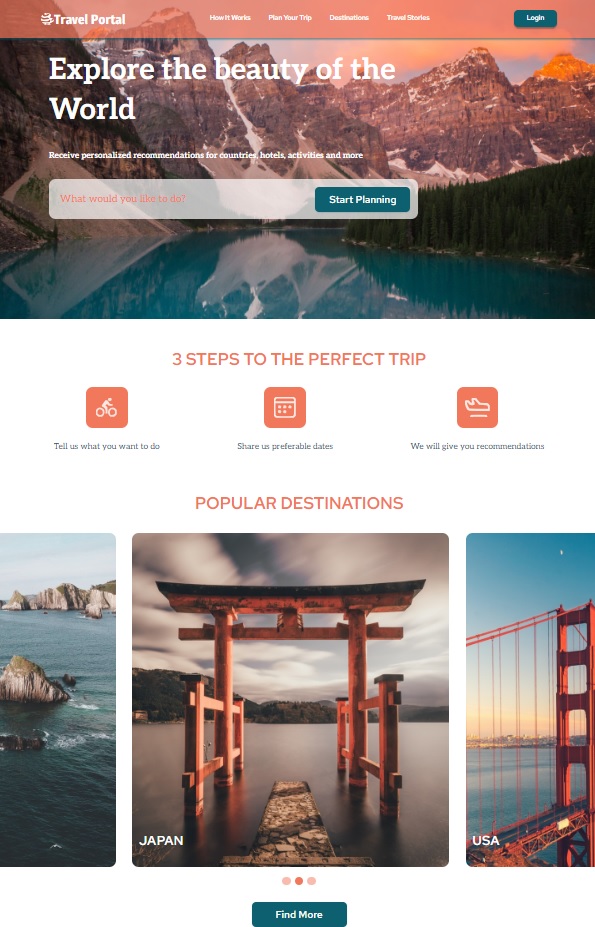 Travel Portal
How It Works
Plan Your Trip
Destinations
Travel Stories
Login
Explore the beauty of the
World
Receive personalized recommendations for countries, hotels, activities and more
What would you like to do?
Start Planning
3 STEPS TO THE PERFECT TRIP
Tell us what you want to do
Share us preferable dates
We will give you recommendations
POPULAR DESTINATIONS
JAPAN
USA
Find More